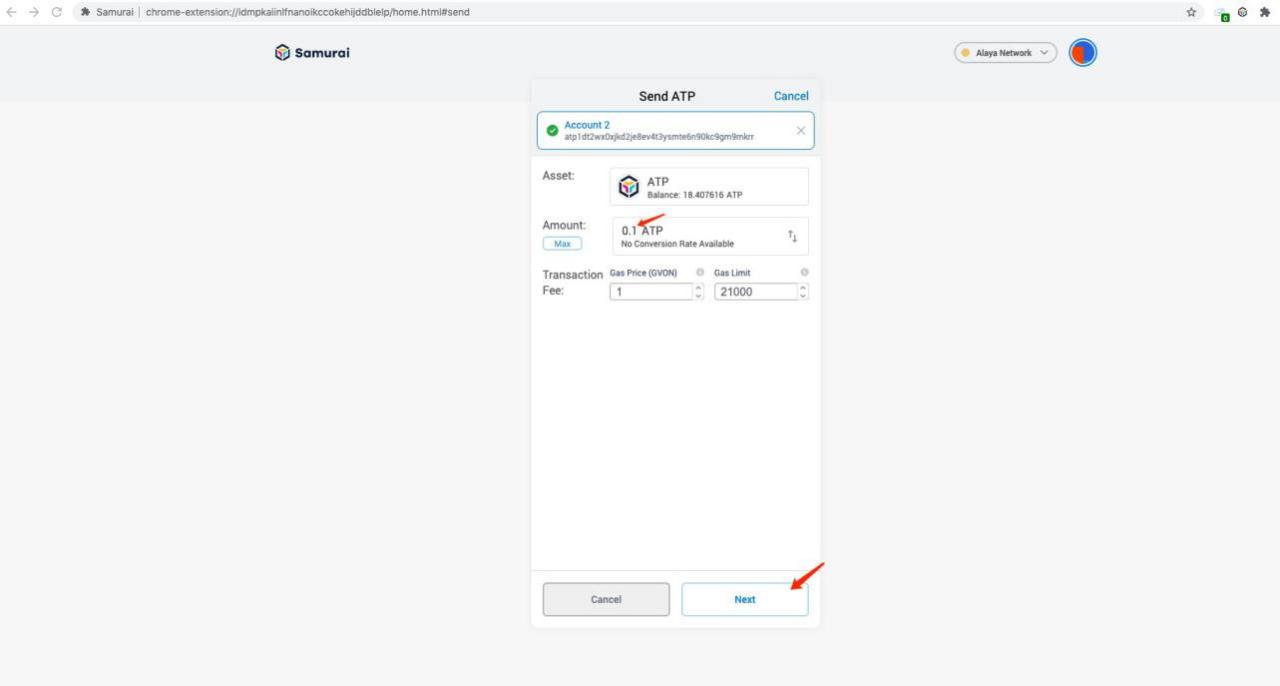 Samurai | chrome-extension://idmpkaiinlfnanoikccokehijddblelp/home.html#send
0
Samurai
Alaya Network
Send ATP
Cancel
Account 2
atp1dt2wx0xjkd2je8ev4t3ysmte6n90kc9gm9mkrr
Asset:
ATP
Balance: 18.407616 ATP
Amount:
Max
0.1 ATP
No Conversion Rate Available
Transaction Fee:
Gas Price (GVON)
Gas Limit
1
21000
Cancel
Next